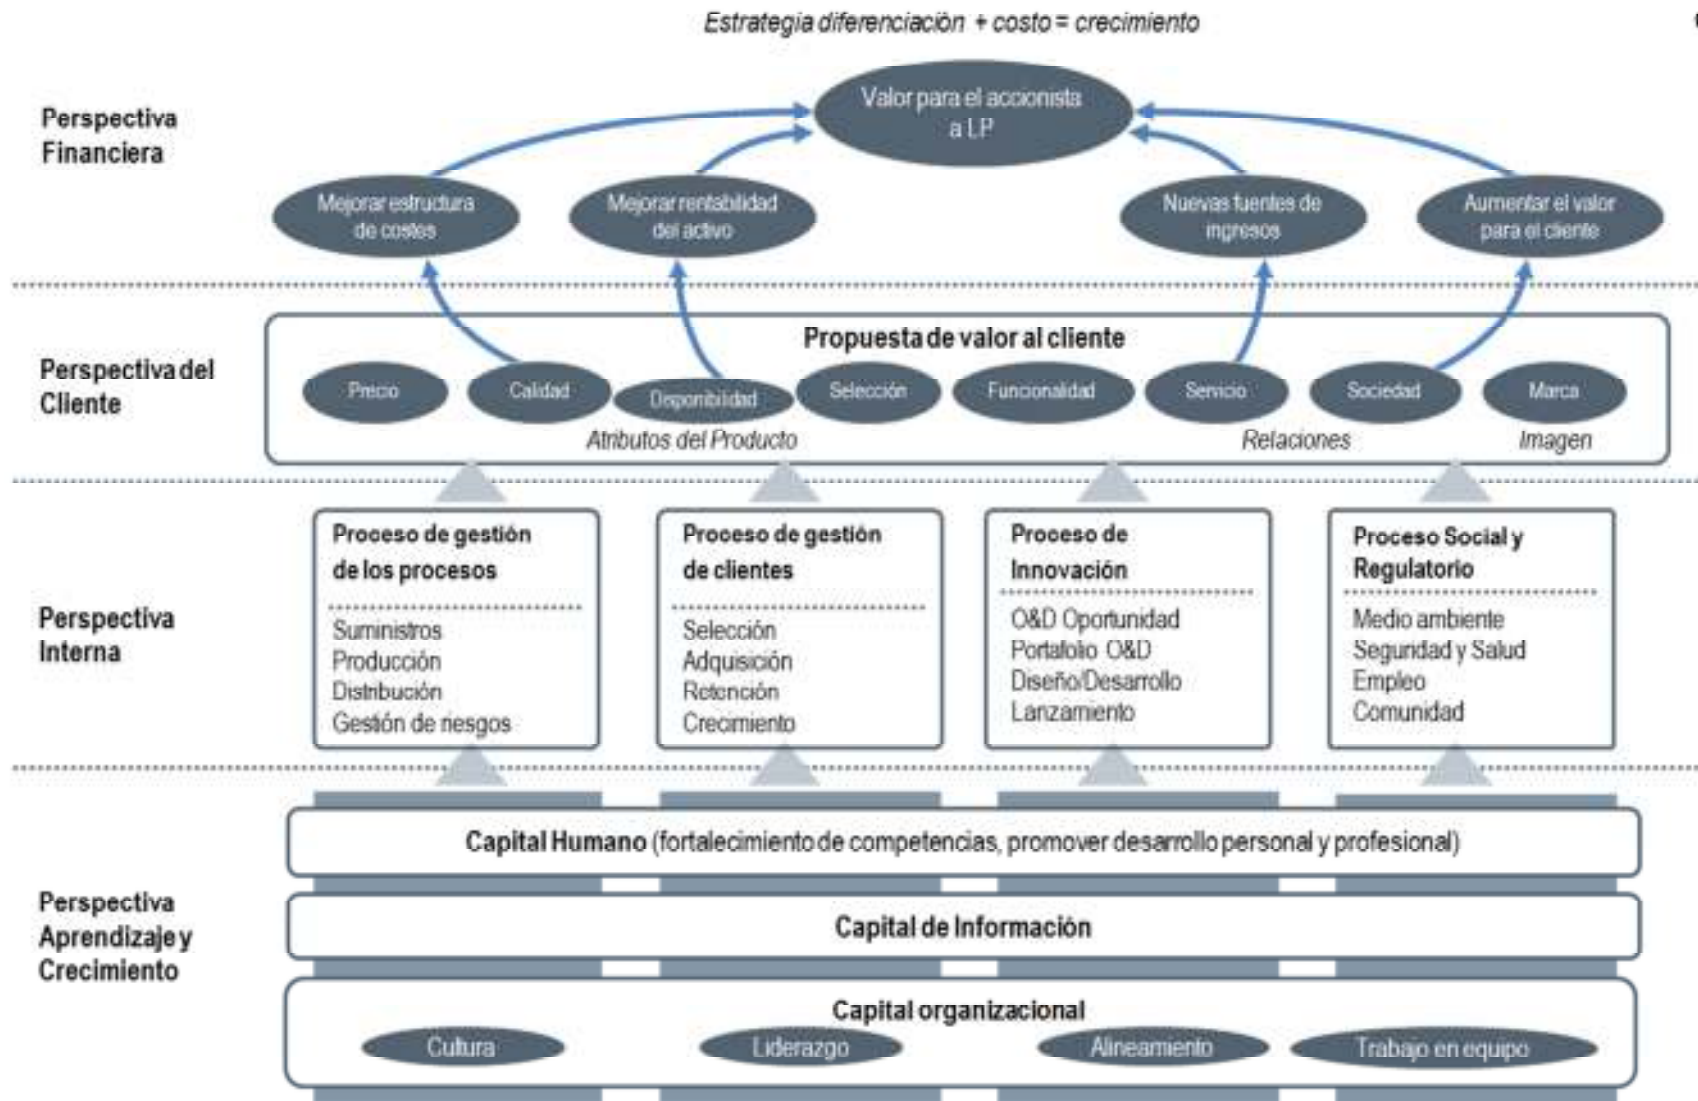 Estrategia diferenciación + costo = crecimiento
Perspectiva
Financiera
Valor para el accionista
a LP
Mejorar estructura
de costes
Mejorar rentabilidad
del activo
Nuevas fuentes de
ingresos
Aumentar el valor
para el cliente
Perspectiva del
Cliente
Propuesta de valor al cliente
Precio
Calidad
Disponibilidad
Selección
Funcionalidad
Servicio
Sociedad
Marca
Atributos del Producto
Relaciones
Imagen
Perspectiva
Interna
Proceso de gestión
de los procesos
Suministros
Producción
Distribución
Gestión de riesgos
Proceso de gestión
de clientes
Selección
Adquisición
Retención
Crecimiento
Proceso de
Innovación
O&D Oportunidad
Portafolio O&D
Diseño/Desarrollo
Lanzamiento
Proceso Social y
Regulatorio
Medio ambiente
Seguridad y Salud
Empleo
Comunidad
Perspectiva
Aprendizaje y
Crecimiento
Capital Humano (fortalecimiento de competencias, promover desarrollo personal y profesional)
Capital de Información
Capital organizacional
Cultura
Liderazgo
Alineamiento
Trabajo en equipo